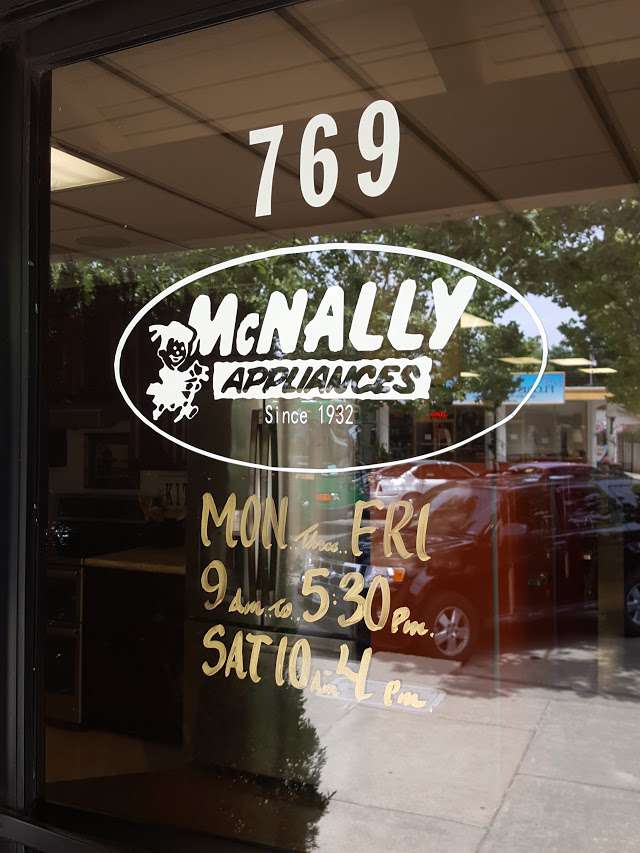 769
McNALLY
APPLIANCES
Since 1932
MON..Thru..FRI
9 am. to 5:30 Pm.
SAT 10 Am 4 Pm